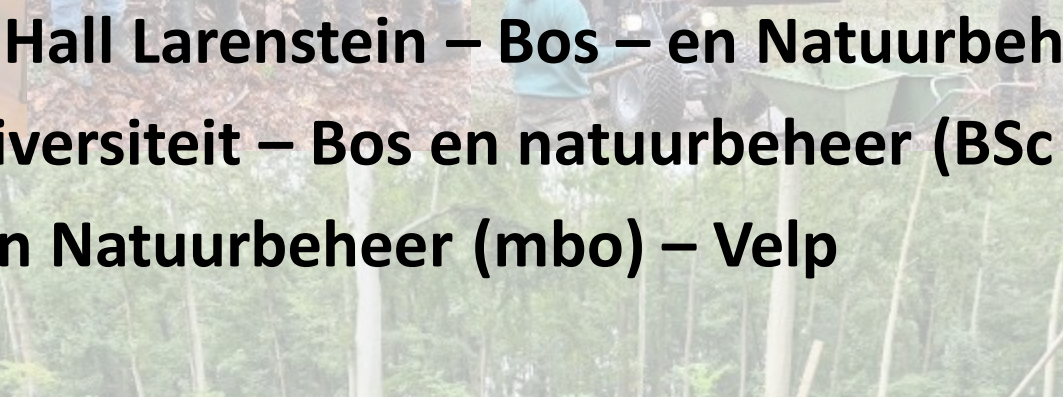 Hall Larenstein – Bos – en Natuurbeh
iversiteit – Bos en natuurbeheer (BSc
n Natuurbeheer (mbo) – Velp